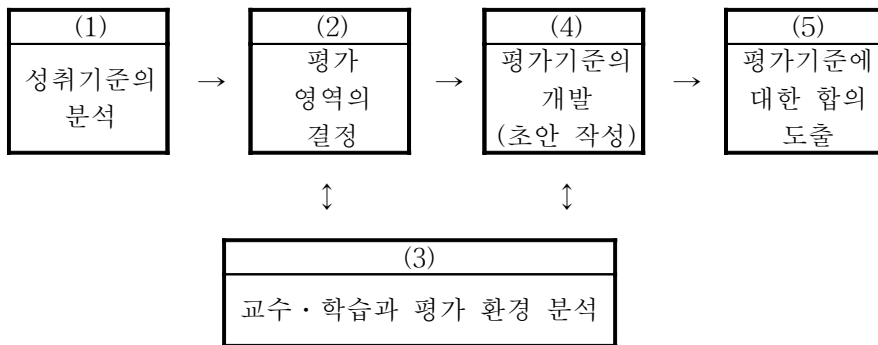 (1)
성취기준의
분석
→
(2)
평가
영역의
결정
→
(4)
평가기준의
개발
(초안 작성)
→
(5)
평가기준에
대한 합의
도출
↕
↕
(3)
교수・학습과 평가 환경 분석